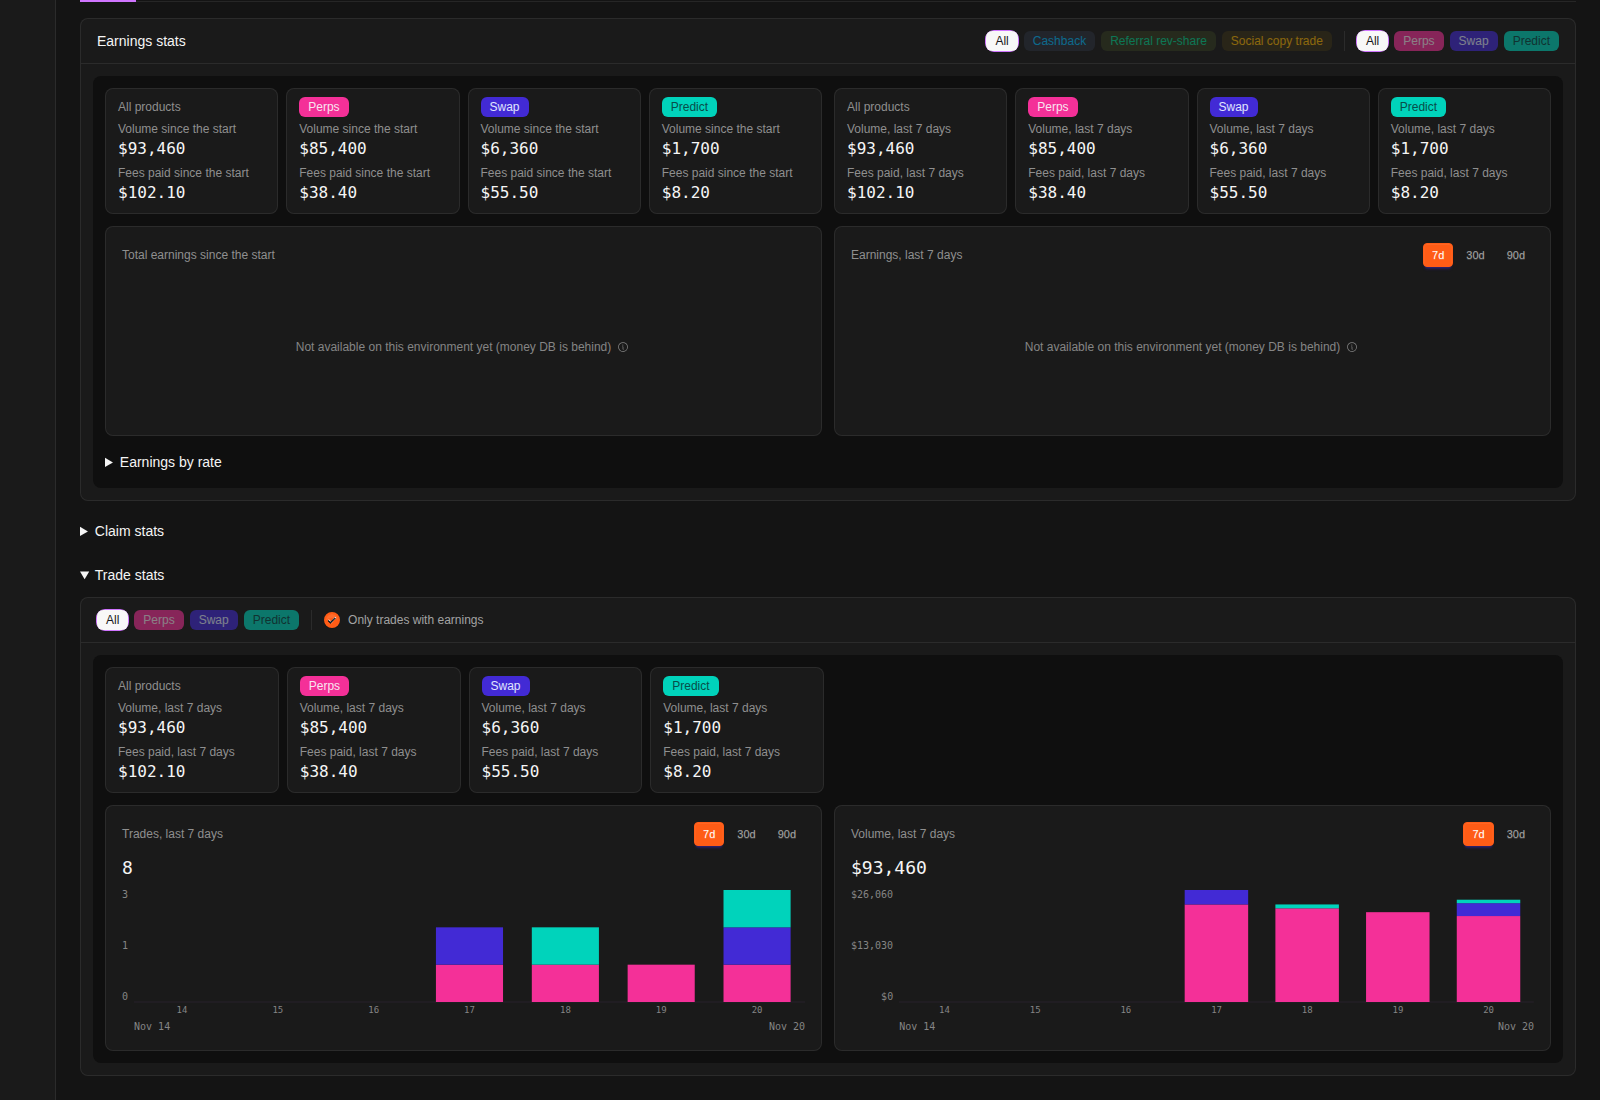 Earnings stats
All Cashback Referral rev-share Social copy trade All Perps Swap Predict
All products Perps Swap Predict All products Perps Swap Predict
Volume since the start Volume since the start Volume since the start Volume since the start Volume, last 7 days Volume, last 7 days Volume, last 7 days Volume, last 7 days
$93,460 $85,400 $6,360 $1,700 $93,460 $85,400 $6,360 $1,700
Fees paid since the start Fees paid since the start Fees paid since the start Fees paid since the start Fees paid, last 7 days Fees paid, last 7 days Fees paid, last 7 days Fees paid, last 7 days
$102.10 $38.40 $55.50 $8.20 $102.10 $38.40 $55.50 $8.20
Total earnings since the start
Not available on this environment yet (money DB is behind)
Earnings, last 7 days 7d 30d 90d
Not available on this environment yet (money DB is behind)
Earnings by rate
Claim stats
Trade stats
All Perps Swap Predict Only trades with earnings
All products Perps Swap Predict
Volume, last 7 days Volume, last 7 days Volume, last 7 days Volume, last 7 days
$93,460 $85,400 $6,360 $1,700
Fees paid, last 7 days Fees paid, last 7 days Fees paid, last 7 days Fees paid, last 7 days
$102.10 $38.40 $55.50 $8.20
Trades, last 7 days 7d 30d 90d
8
3
1
0
14 15 16 17 18 19 20
Nov 14 Nov 20
Volume, last 7 days 7d 30d
$93,460
$26,060
$13,030
$0
14 15 16 17 18 19 20
Nov 14 Nov 20